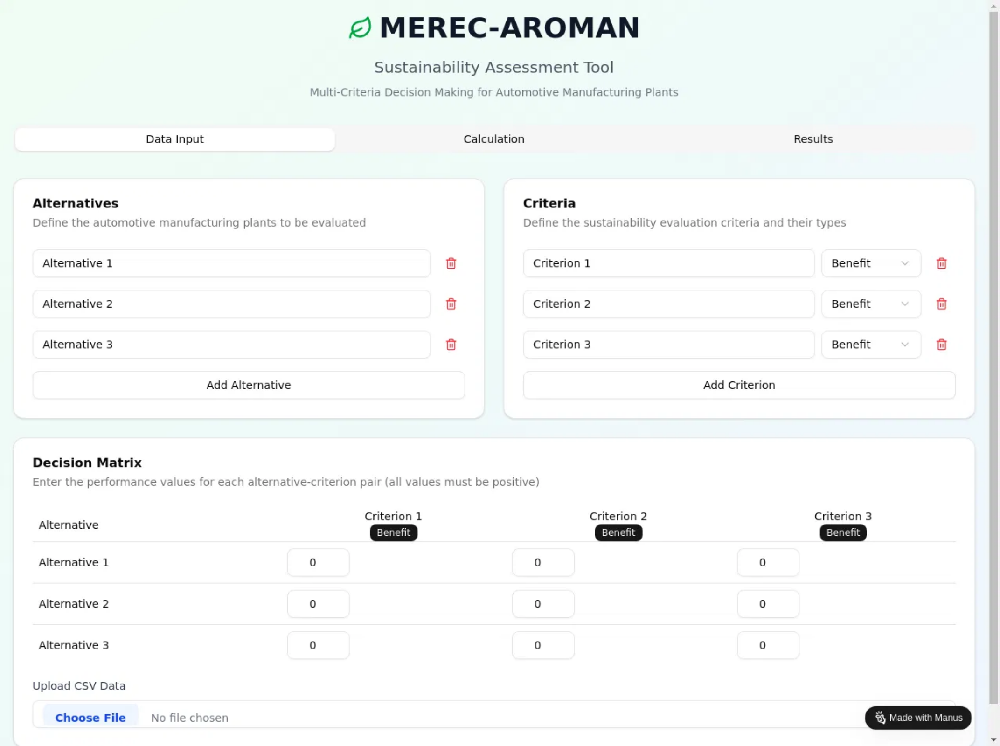 MEREC-AROMAN
Sustainability Assessment Tool
Multi-Criteria Decision Making for Automotive Manufacturing Plants
Data Input
Calculation
Results
Alternatives
Define the automotive manufacturing plants to be evaluated
Alternative 1
Alternative 2
Alternative 3
Add Alternative
Criteria
Define the sustainability evaluation criteria and their types
Criterion 1 Benefit
Criterion 2 Benefit
Criterion 3 Benefit
Add Criterion
Decision Matrix
Enter the performance values for each alternative-criterion pair (all values must be positive)
Alternative Criterion 1 Criterion 2 Criterion 3
Benefit Benefit Benefit
Alternative 1 0 0 0
Alternative 2 0 0 0
Alternative 3 0 0 0
Upload CSV Data
Choose File No file chosen
Made with Manus